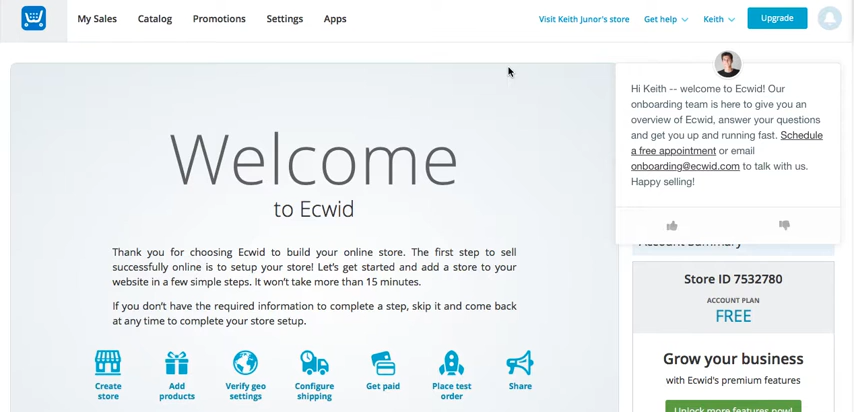 My Sales Catalog Promotions Settings Apps Visit Keith Junor's store Get help Keith Upgrade
Hi Keith -- welcome to Ecwid! Our
onboarding team is here to give you an
overview of Ecwid, answer your questions
and get you up and running fast. Schedule
a free appointment or email
onboarding@ecwid.com to talk with us.
Happy selling!
Welcome
to Ecwid
Thank you for choosing Ecwid to build your online store. The first step to sell
successfully online is to setup your store! Let's get started and add a store to your
website in a few simple steps. It won't take more than 15 minutes.
If you don't have the required information to complete a step, skip it and come back
at any time to complete your store setup.
Create
store
Add
products
Verify geo
settings
Configure
shipping
Get paid
Place test
order
Share
Account Summary
Store ID 7532780
ACCOUNT PLAN
FREE
Grow your business
with Ecwid's premium features
Unlock more features now!